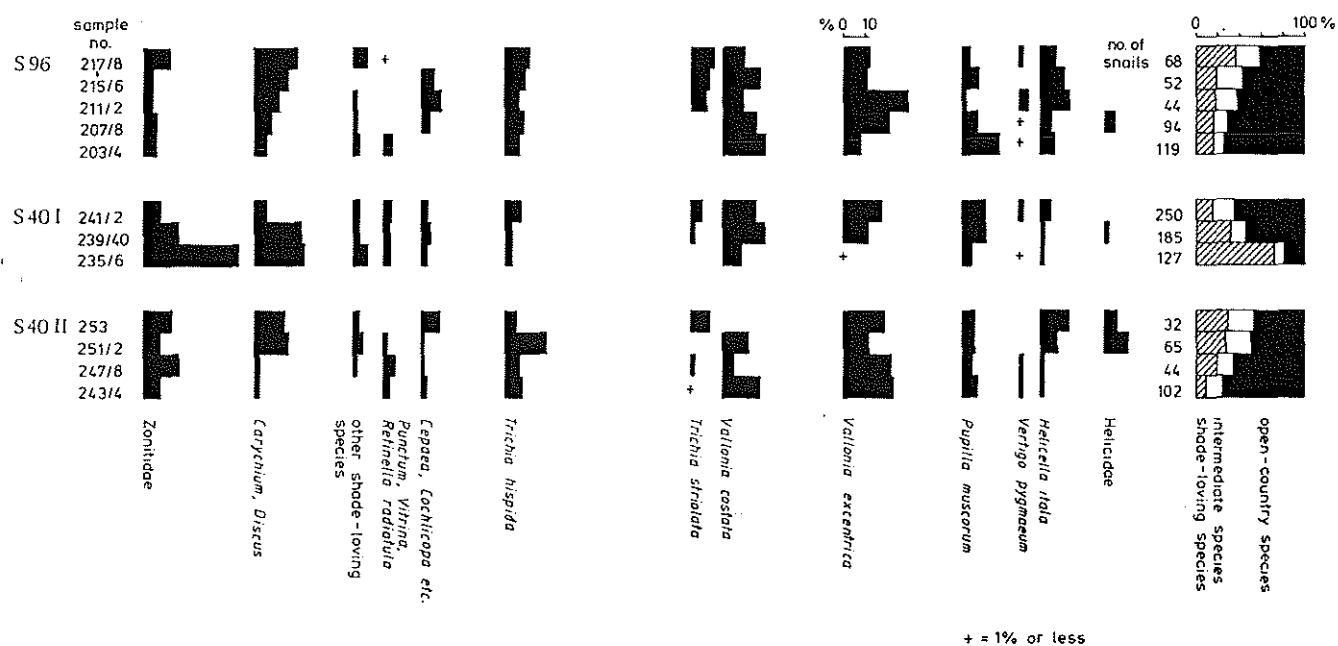 sample
no.
% 0 10
0 100 %
no. of
snails
S 96
217/8
+
68
215/6
52
211/2
44
207/8
+
94
203/4
+
119
S 40 I
241/2
250
239/40
185
235/6
+
+
127
S 40 II
253
32
251/2
65
247/8
44
243/4
+
102
Zonitidae
Carychium, Discus
other shade-loving
species
Punctum, Vitrina,
Retinella radiatula
Cepaea, Cochlicopa etc.
Trichia hispida
Trichia striolata
Vallonia costata
Vallonia excentrica
Pupilla muscorum
Vertigo pygmaeum
Helicella itala
Helicidae
shade-loving species
intermediate species
open-country species
+ = 1% or less